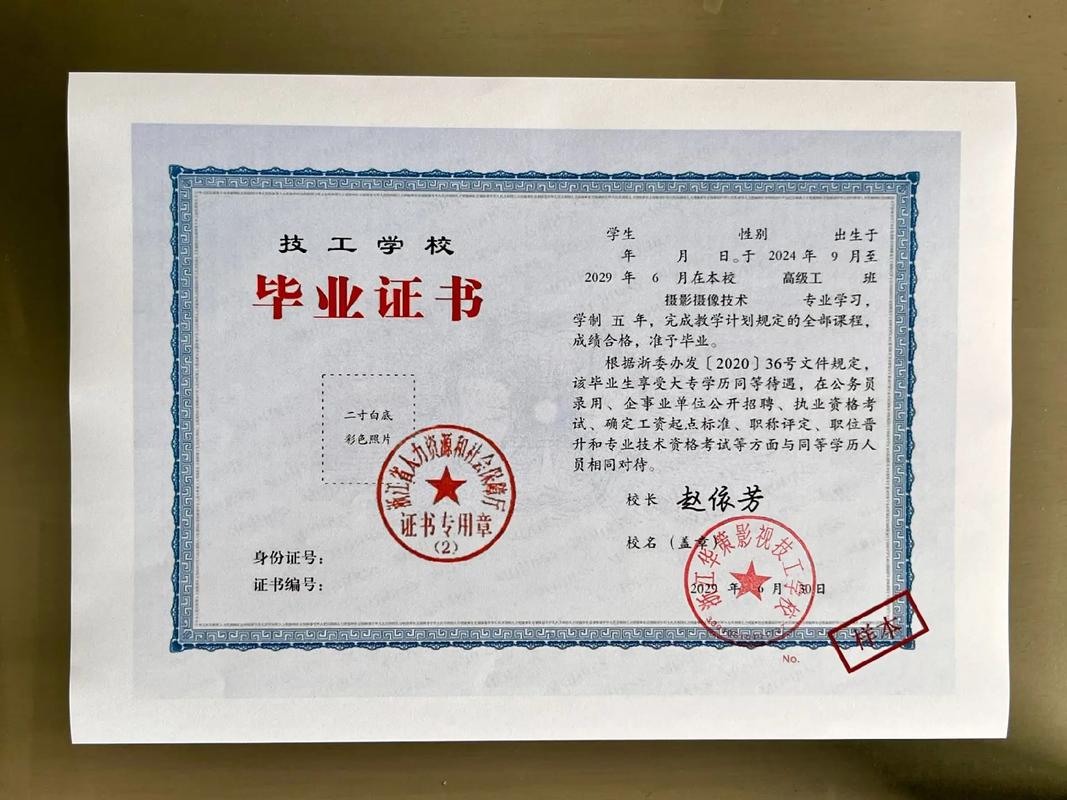 技工学校
毕业证书
二寸白底
彩色照片
浙江省人力资源和社会保障厅
证书专用章
(2)
身份证号：
证书编号：
学生 性别 出生于
年 月 日。于 2024 年 9 月至
2029 年 6 月在本校 高级工 班
摄影摄像技术 专业学习，
学制 五 年，完成教学计划规定的全部课程，
成绩合格，准予毕业。
根据浙委办发〔2020〕36号文件规定，
该毕业生享受大专学历同等待遇，在公务员
录用、企事业单位公开招聘、执业资格考
试、确定工资起点标准、职称评定、职位晋
升和专业技术资格考试等方面与同等学历人
员相同对待。
校长 赵依芳
校名（盖章）
浙江华策影视技工学校
2029 年 6 月 30 日
No.
样本